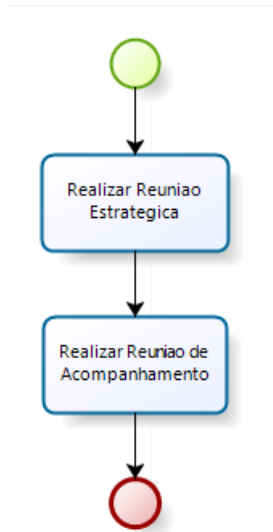 Realizar Reuniao
Estrategica
Realizar Reuniao de
Acompanhamento